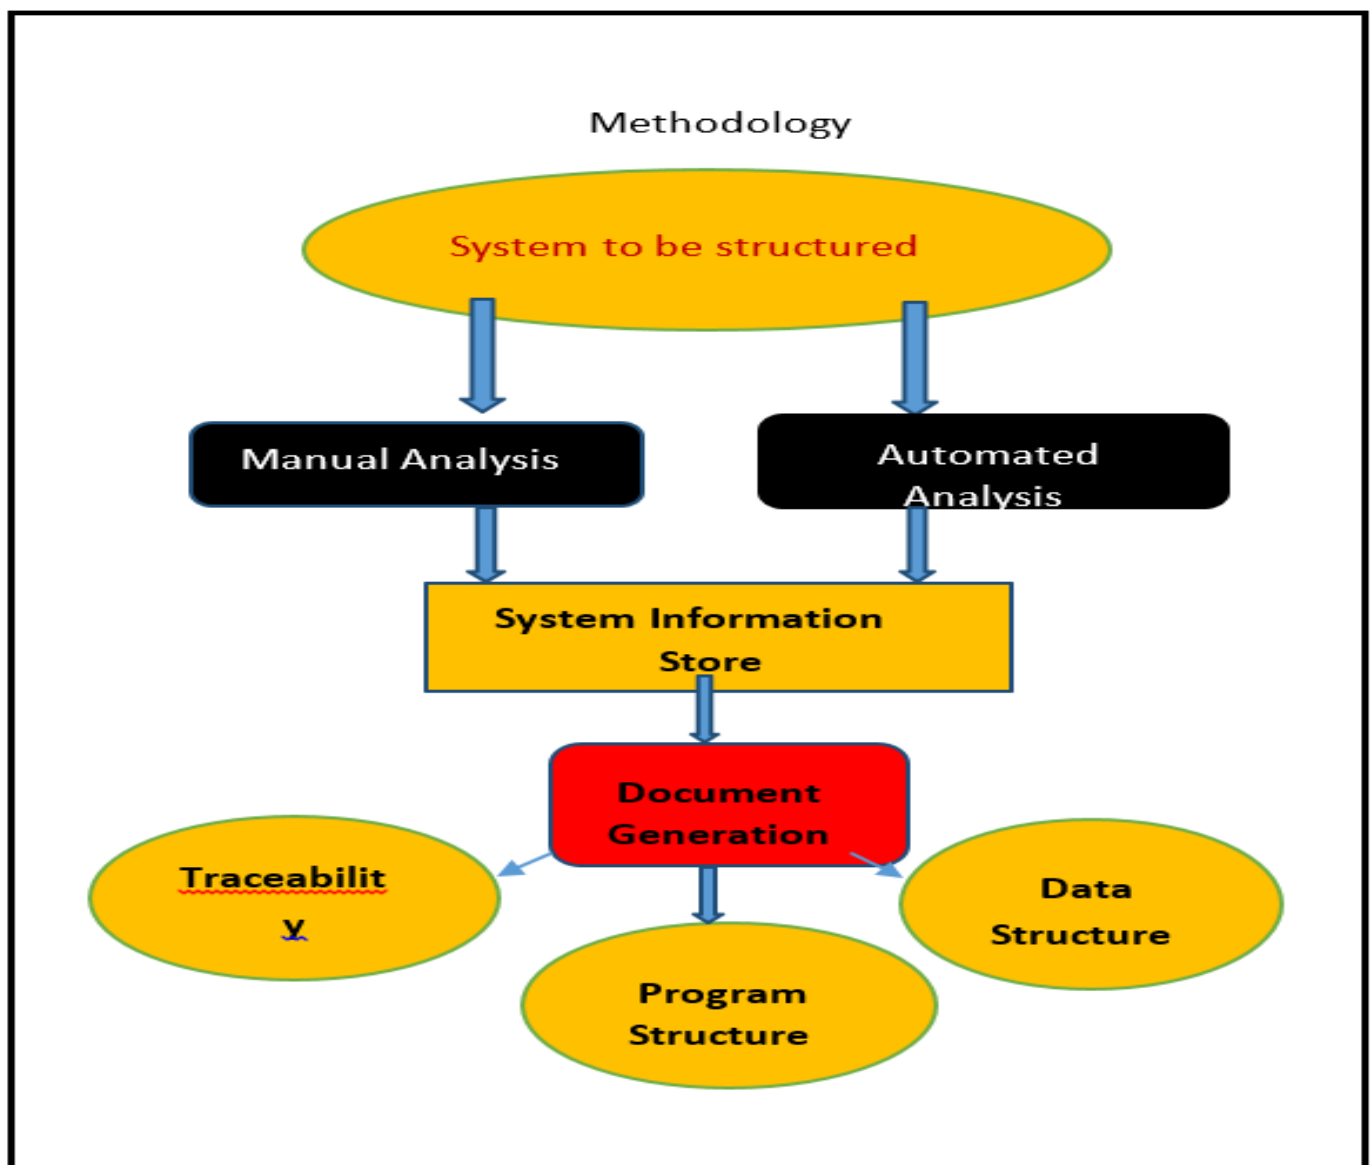 Methodology
System to be structured
Manual Analysis
Automated
Analysis
System Information
Store
Document
Generation
Traceabilit
y
Data
Structure
Program
Structure